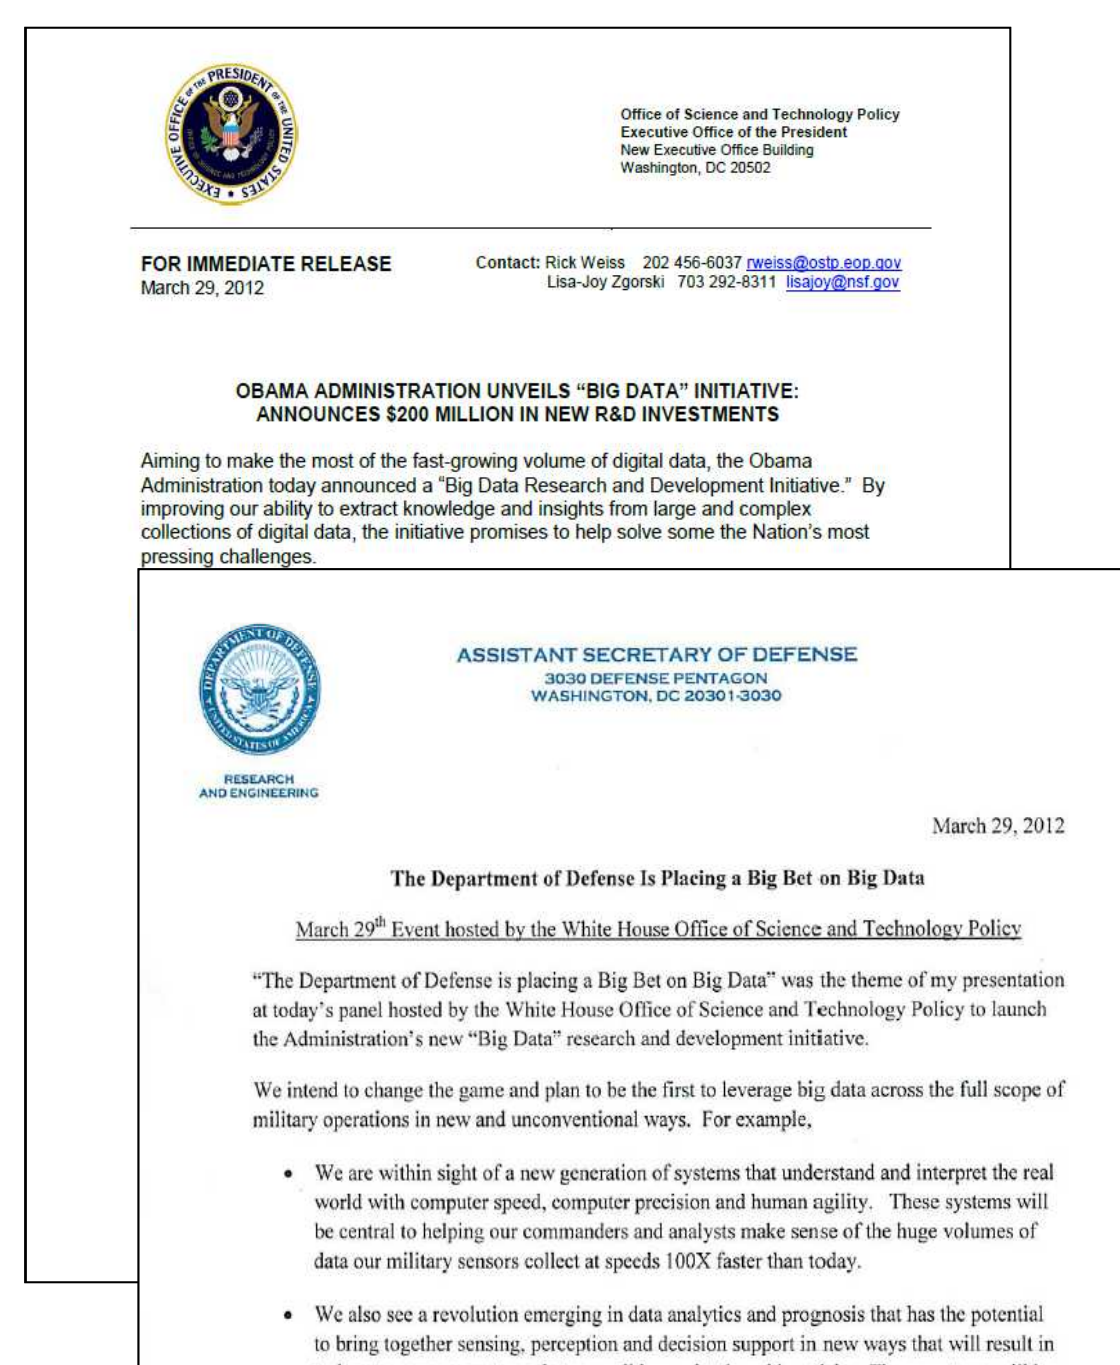 EXECUTIVE OFFICE OF THE PRESIDENT OF THE UNITED STATES
Office of Science and Technology Policy
Executive Office of the President
New Executive Office Building
Washington, DC 20502
FOR IMMEDIATE RELEASE
March 29, 2012
Contact: Rick Weiss 202 456-6037 rweiss@ostp.eop.gov
Lisa-Joy Zgorski 703 292-8311 lisajoy@nsf.gov
OBAMA ADMINISTRATION UNVEILS “BIG DATA” INITIATIVE:
ANNOUNCES $200 MILLION IN NEW R&D INVESTMENTS
Aiming to make the most of the fast-growing volume of digital data, the Obama
Administration today announced a “Big Data Research and Development Initiative.” By
improving our ability to extract knowledge and insights from large and complex
collections of digital data, the initiative promises to help solve some the Nation’s most
pressing challenges.
DEPARTMENT OF DEFENSE
UNITED STATES OF AMERICA
RESEARCH
AND ENGINEERING
ASSISTANT SECRETARY OF DEFENSE
3030 DEFENSE PENTAGON
WASHINGTON, DC 20301-3030
March 29, 2012
The Department of Defense Is Placing a Big Bet on Big Data
March 29th Event hosted by the White House Office of Science and Technology Policy
“The Department of Defense is placing a Big Bet on Big Data” was the theme of my presentation
at today’s panel hosted by the White House Office of Science and Technology Policy to launch
the Administration’s new “Big Data” research and development initiative.
We intend to change the game and plan to be the first to leverage big data across the full scope of
military operations in new and unconventional ways. For example,
• We are within sight of a new generation of systems that understand and interpret the real
world with computer speed, computer precision and human agility. These systems will
be central to helping our commanders and analysts make sense of the huge volumes of
data our military sensors collect at speeds 100X faster than today.
• We also see a revolution emerging in data analytics and prognosis that has the potential
to bring together sensing, perception and decision support in new ways that will result in